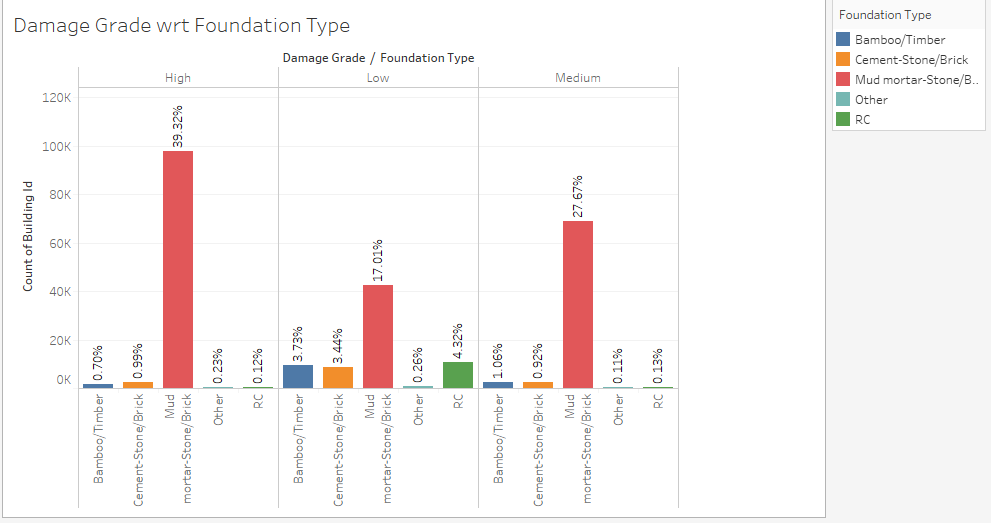 Damage Grade wrt Foundation Type
Damage Grade / Foundation Type
High
Low
Medium
Count of Building Id
120K
100K
80K
60K
40K
20K
0K
0.70%
0.99%
39.32%
0.23%
0.12%
3.73%
3.44%
17.01%
0.26%
4.32%
1.06%
0.92%
27.67%
0.11%
0.13%
Bamboo/Timber
Cement-Stone/Brick
Mud
mortar-Stone/Brick
Other
RC
Bamboo/Timber
Cement-Stone/Brick
Mud
mortar-Stone/Brick
Other
RC
Bamboo/Timber
Cement-Stone/Brick
Mud
mortar-Stone/Brick
Other
RC
Foundation Type
Bamboo/Timber
Cement-Stone/Brick
Mud mortar-Stone/B..
Other
RC